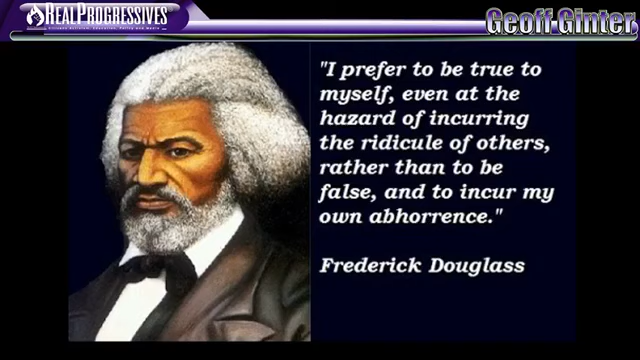 REALPROGRESSIVES
Geoff Ginter
"I prefer to be true to
myself, even at the
hazard of incurring
the ridicule of others,
rather than to be
false, and to incur my
own abhorrence."
Frederick Douglass